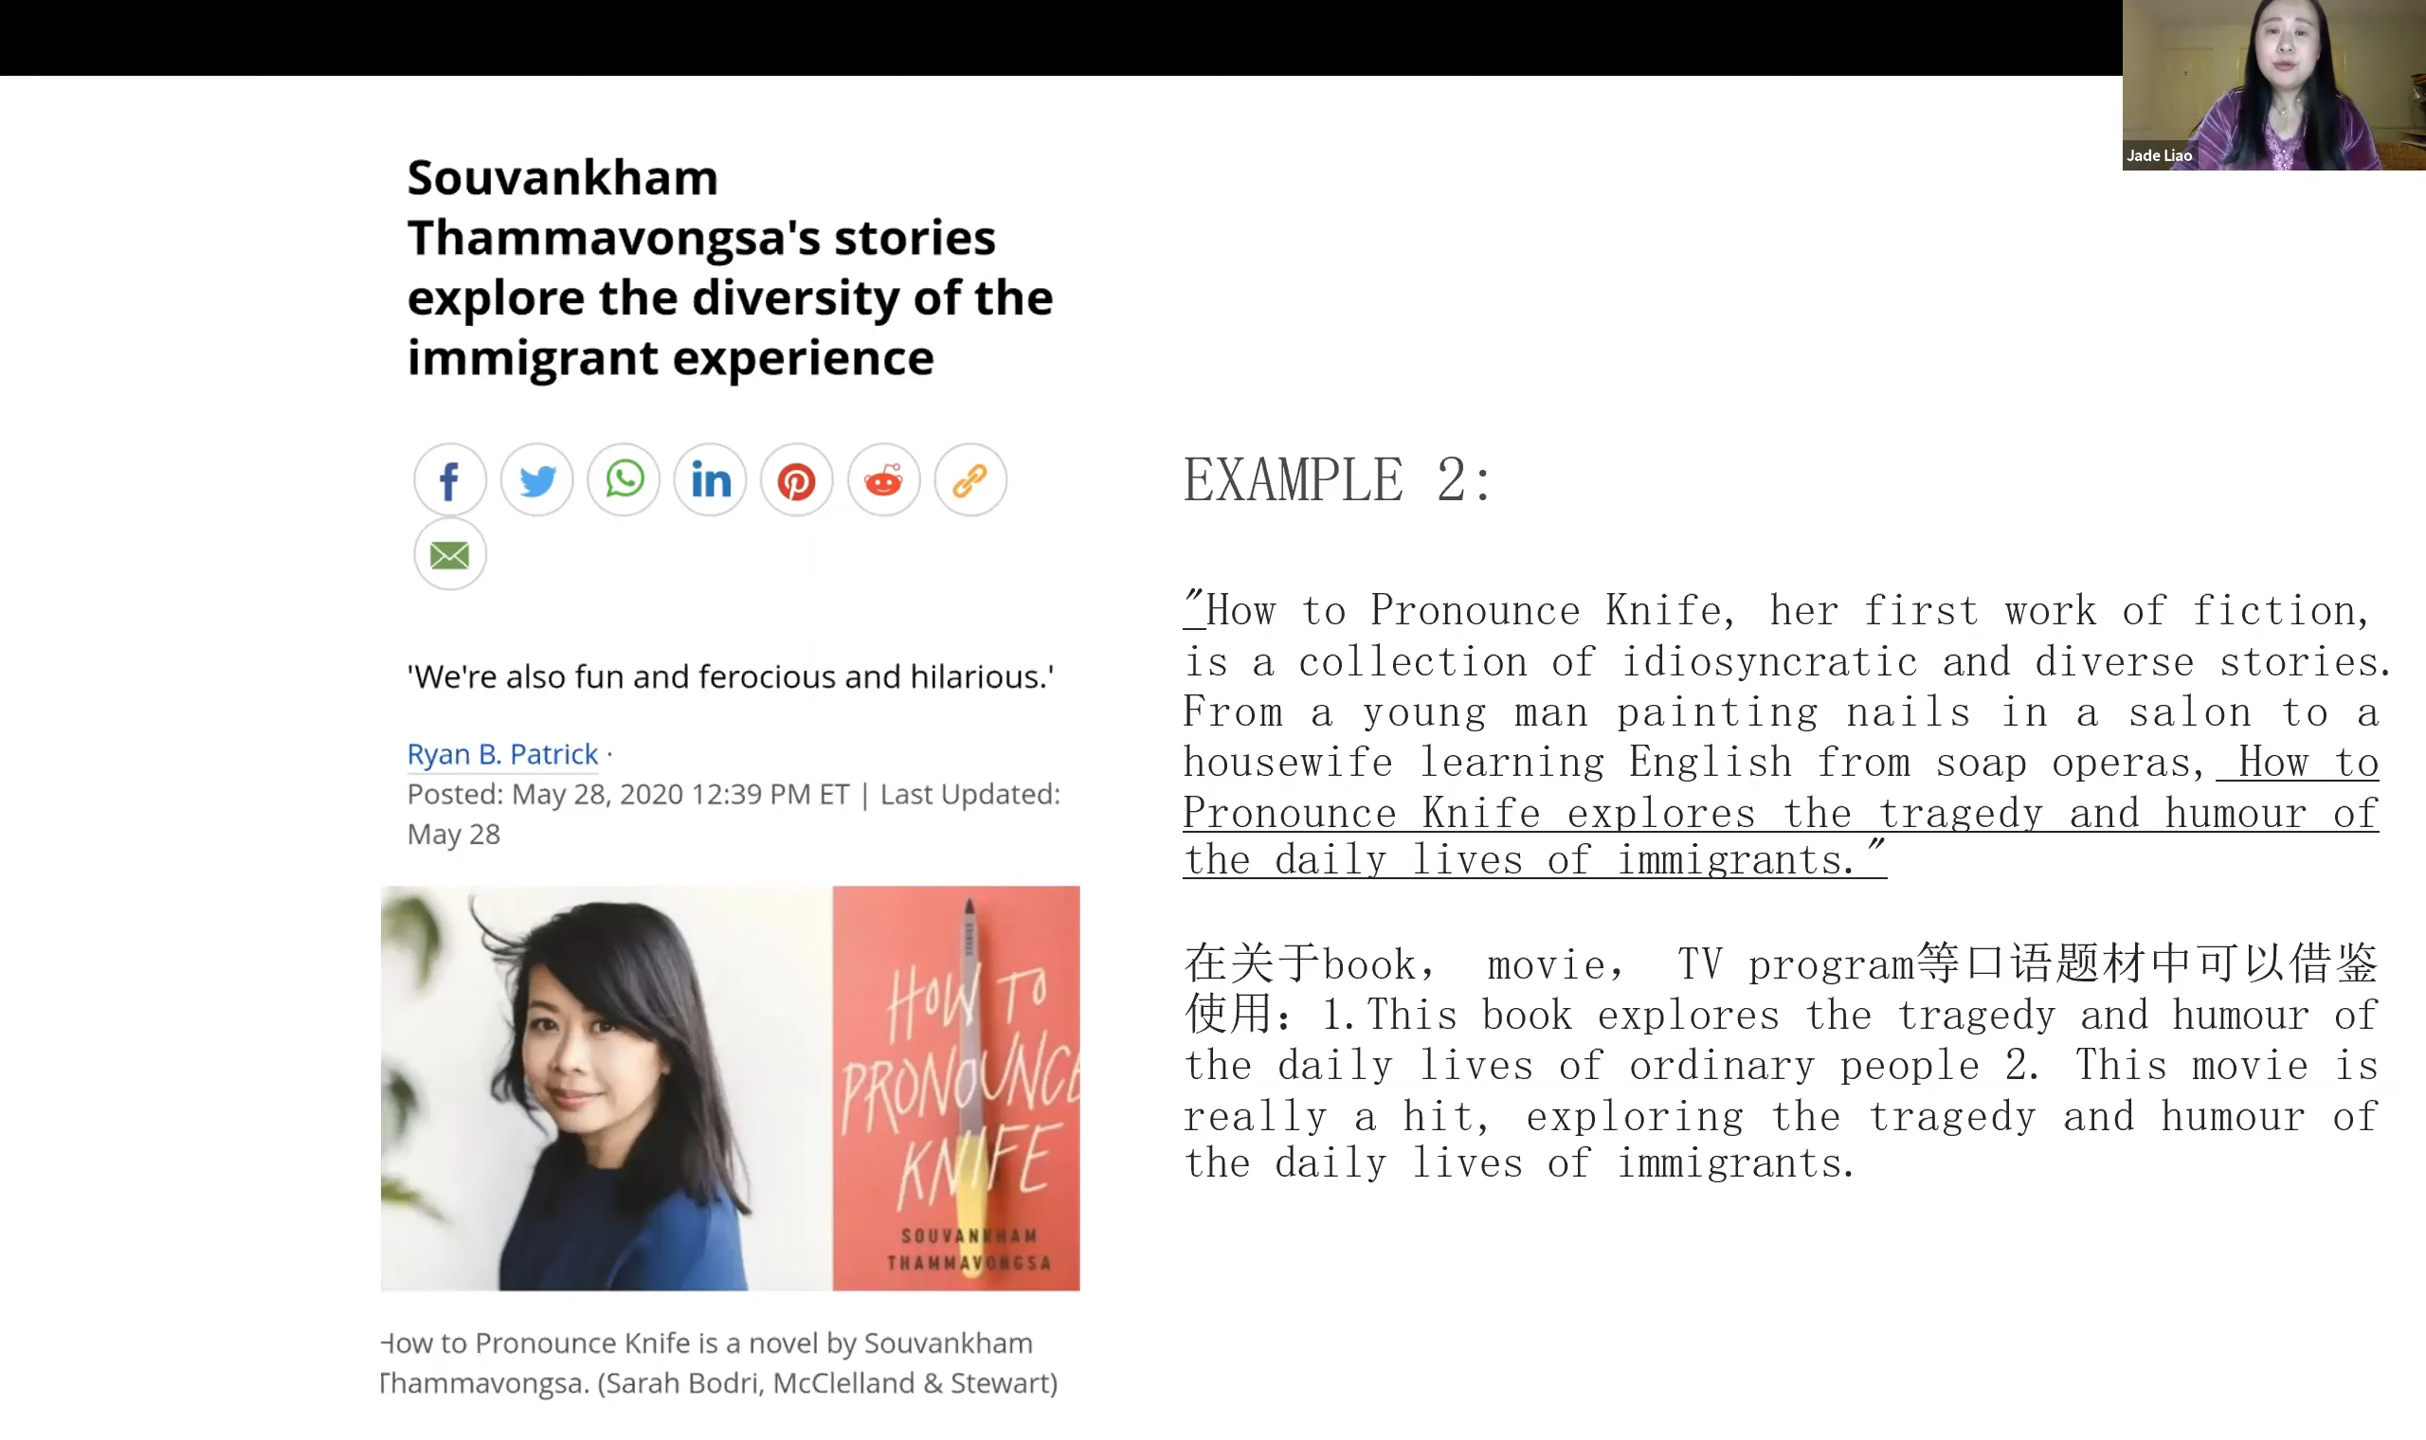 Jade Liao
Souvankham
Thammavongsa's stories
explore the diversity of the
immigrant experience
'We're also fun and ferocious and hilarious.'
Ryan B. Patrick ·
Posted: May 28, 2020 12:39 PM ET | Last Updated:
May 28
STORIES
HOW TO
PRONOUNCE
KNIFE
SOUVANKHAM
THAMMAVONGSA
How to Pronounce Knife is a novel by Souvankham
Thammavongsa. (Sarah Bodri, McClelland & Stewart)
EXAMPLE 2:
"How to Pronounce Knife, her first work of fiction,
is a collection of idiosyncratic and diverse stories.
From a young man painting nails in a salon to a
housewife learning English from soap operas, How to
Pronounce Knife explores the tragedy and humour of
the daily lives of immigrants."
在关于book， movie， TV program等口语题材中可以借鉴
使用：1.This book explores the tragedy and humour of
the daily lives of ordinary people 2. This movie is
really a hit, exploring the tragedy and humour of
the daily lives of immigrants.